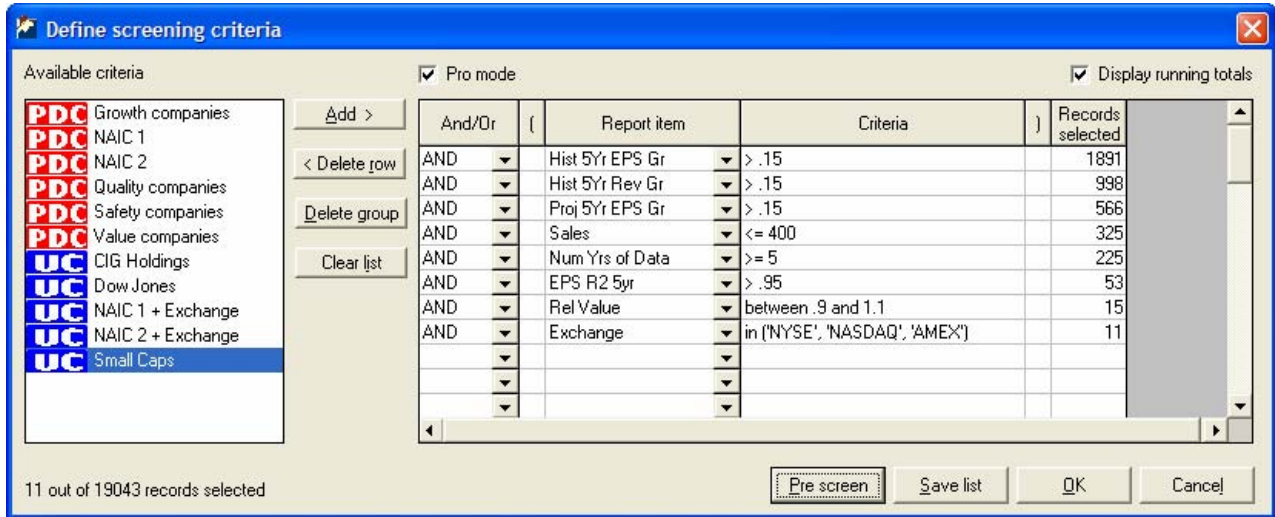 Define screening criteria
Available criteria
Pro mode
Display running totals
PDC Growth companies
PDC NAIC 1
PDC NAIC 2
PDC Quality companies
PDC Safety companies
PDC Value companies
UC CIG Holdings
UC Dow Jones
UC NAIC 1 + Exchange
UC NAIC 2 + Exchange
UC Small Caps
Add >
< Delete row
Delete group
Clear list
And/Or ( Report item Criteria ) Records selected
AND Hist 5Yr EPS Gr > .15 1891
AND Hist 5Yr Rev Gr > .15 998
AND Proj 5Yr EPS Gr > .15 566
AND Sales <= 400 325
AND Num Yrs of Data >= 5 225
AND EPS R2 5yr > .95 53
AND Rel Value between .9 and 1.1 15
AND Exchange in ('NYSE', 'NASDAQ', 'AMEX') 11
11 out of 19043 records selected
Pre screen
Save list
OK
Cancel